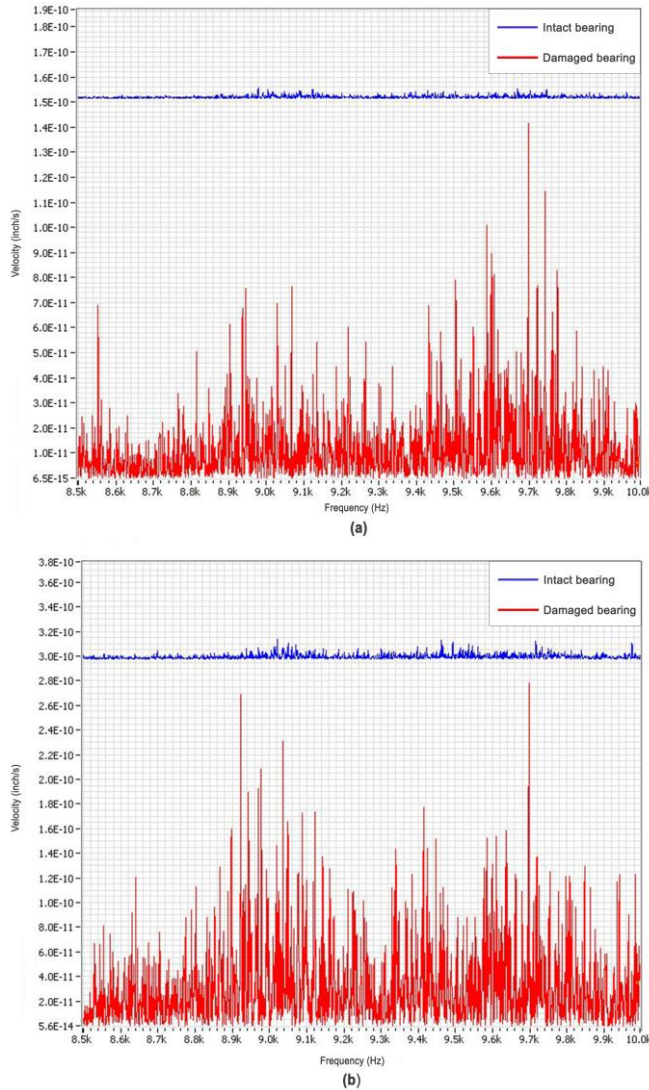 1.9E-10
1.8E-10
1.7E-10
1.6E-10
1.5E-10
1.4E-10
1.3E-10
1.2E-10
1.1E-10
1.0E-10
9.0E-11
8.0E-11
7.0E-11
6.0E-11
5.0E-11
4.0E-11
3.0E-11
2.0E-11
1.0E-11
6.5E-15
Velocity (inch/s)
Intact bearing
Damaged bearing
8.5k 8.6k 8.7k 8.8k 8.9k 9.0k 9.1k 9.2k 9.3k 9.4k 9.5k 9.6k 9.7k 9.8k 9.9k 10.0k
Frequency (Hz)
(a)
3.8E-10
3.6E-10
3.4E-10
3.2E-10
3.0E-10
2.8E-10
2.6E-10
2.4E-10
2.2E-10
2.0E-10
1.8E-10
1.6E-10
1.4E-10
1.2E-10
1.0E-10
8.0E-11
6.0E-11
4.0E-11
2.0E-11
5.6E-14
Velocity (inch/s)
Intact bearing
Damaged bearing
8.5k 8.6k 8.7k 8.8k 8.9k 9.0k 9.1k 9.2k 9.3k 9.4k 9.5k 9.6k 9.7k 9.8k 9.9k 10.0k
Frequency (Hz)
(b)